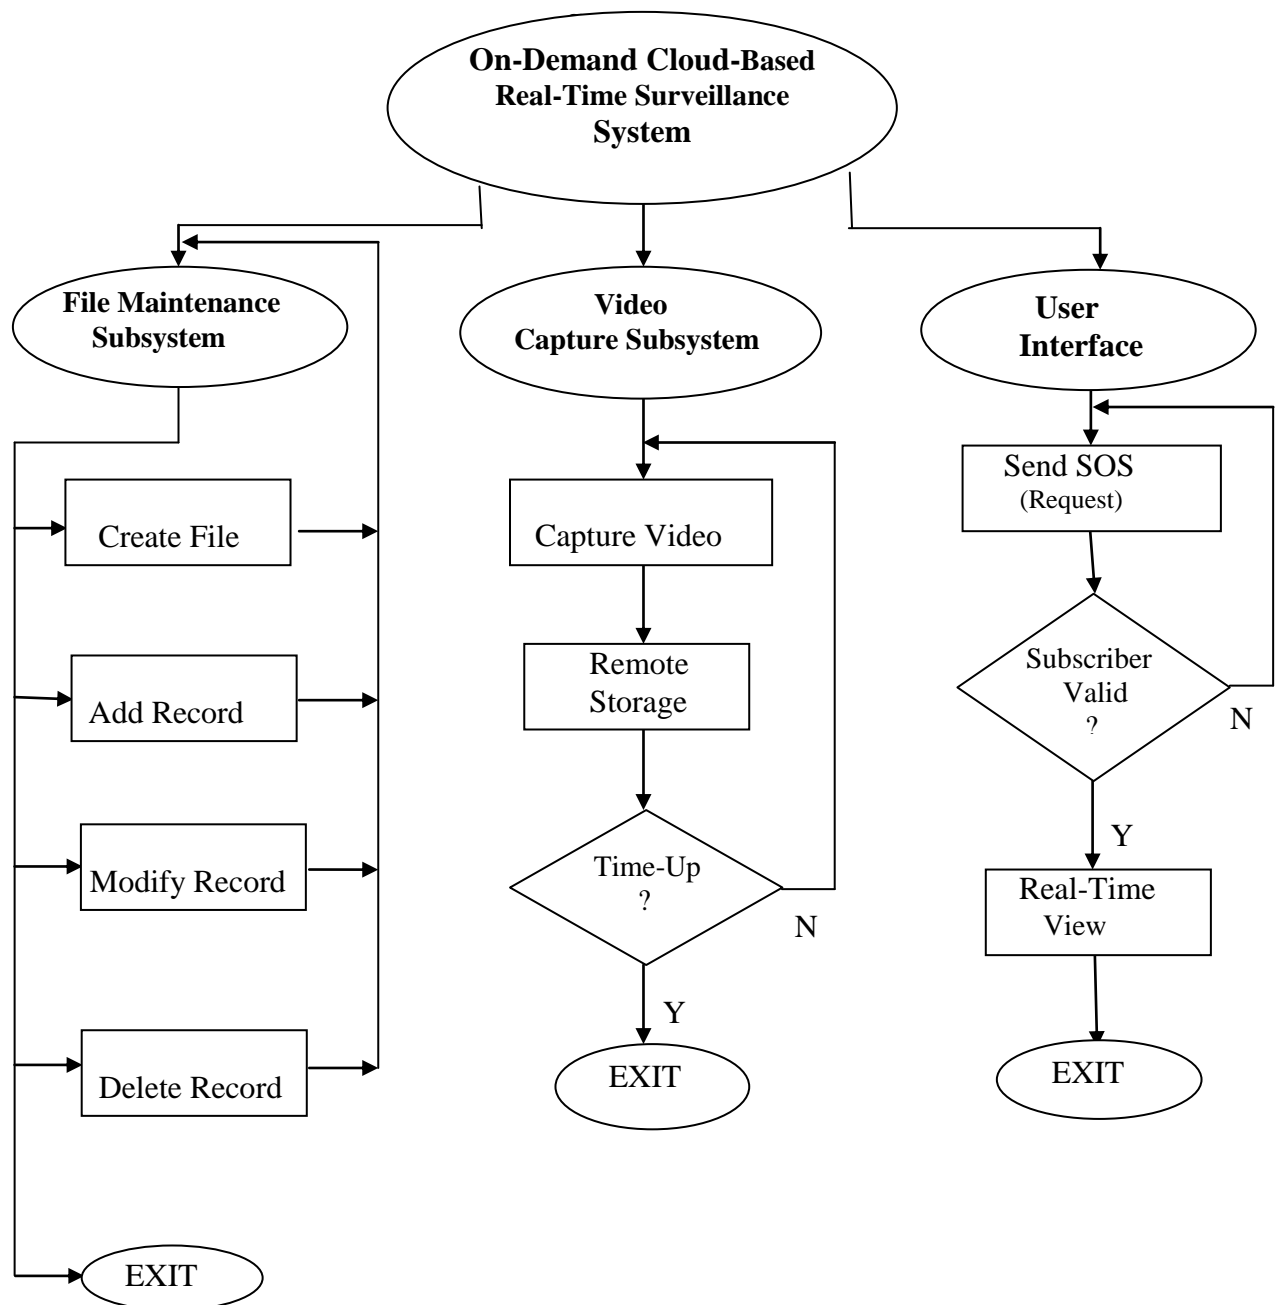 On-Demand Cloud-Based
Real-Time Surveillance
System
File Maintenance
Subsystem
Create File
Add Record
Modify Record
Delete Record
EXIT
Video
Capture Subsystem
Capture Video
Remote
Storage
Time-Up
?
N
Y
EXIT
User
Interface
Send SOS
(Request)
Subscriber
Valid
?
N
Y
Real-Time
View
EXIT